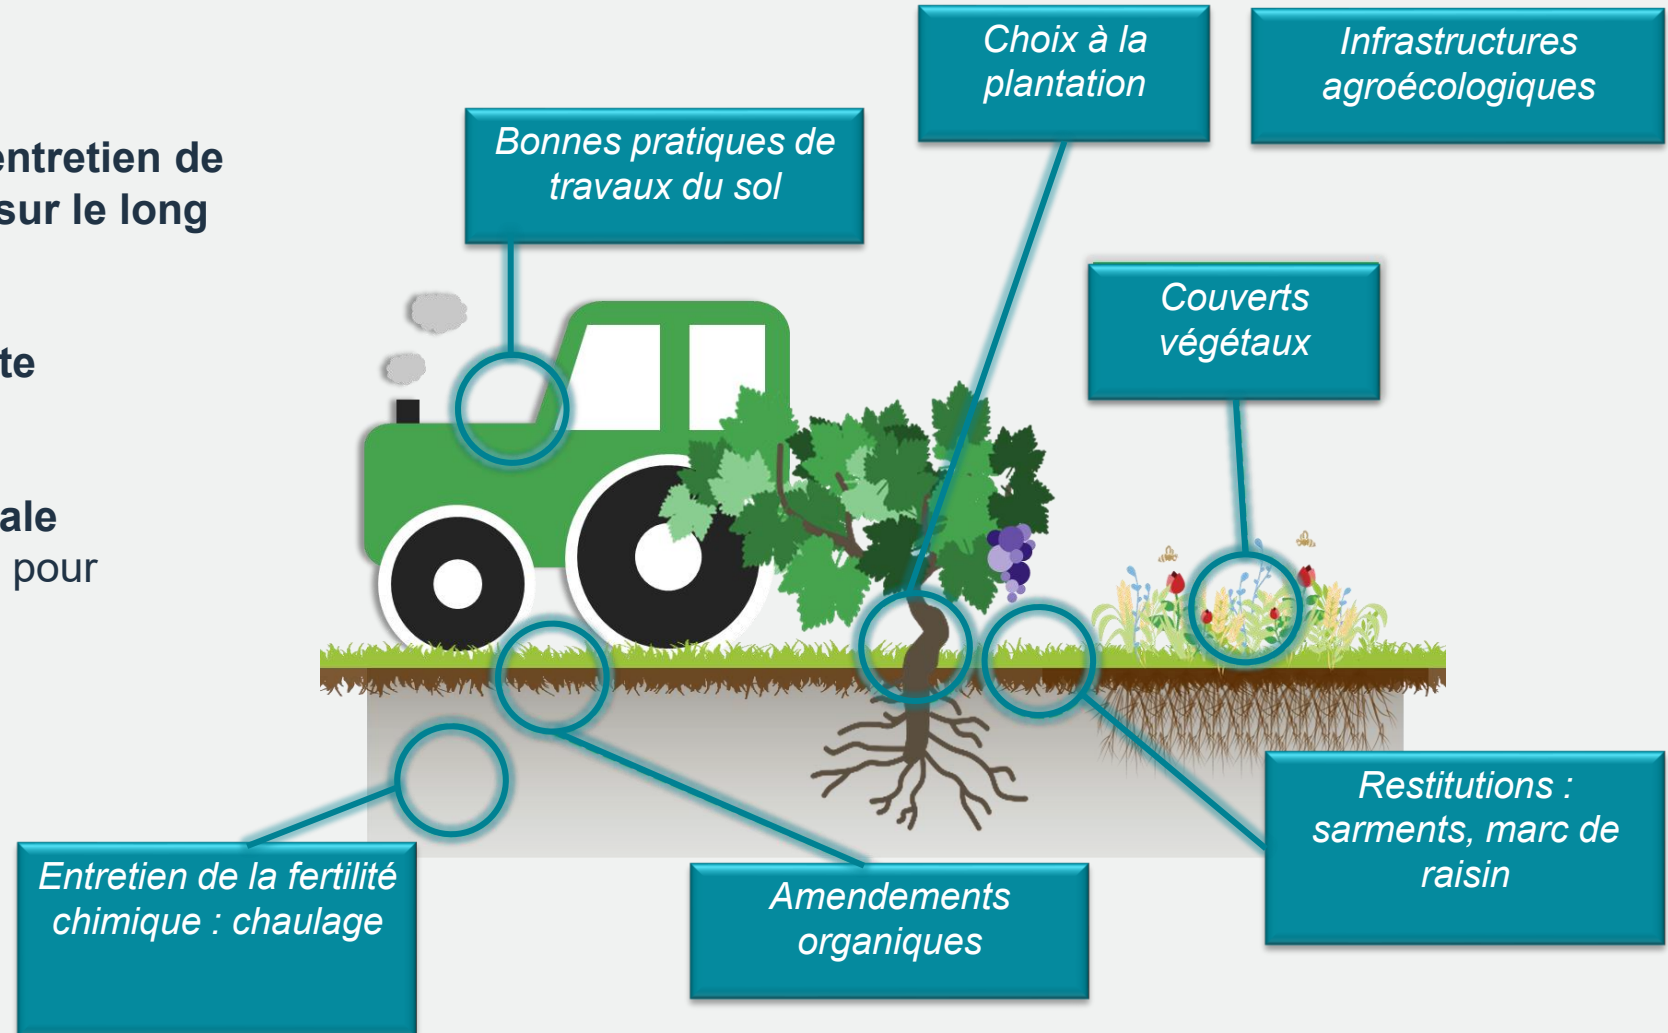 entretien de
sur le long
te
ale
pour
Choix à la
plantation
Infrastructures
agroécologiques
Bonnes pratiques de
travaux du sol
Couverts
végétaux
Restitutions :
sarments, marc de
raisin
Entretien de la fertilité
chimique : chaulage
Amendements
organiques